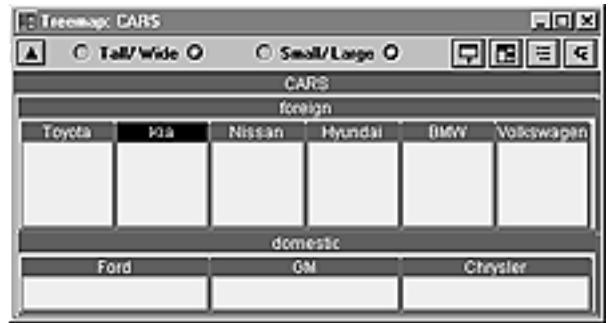 Treemap: CARS
Tall/Wide Small/Large
CARS
foreign
Toyota Kia Nissan Hyundai BMW Volkswagen
domestic
Ford GM Chrysler